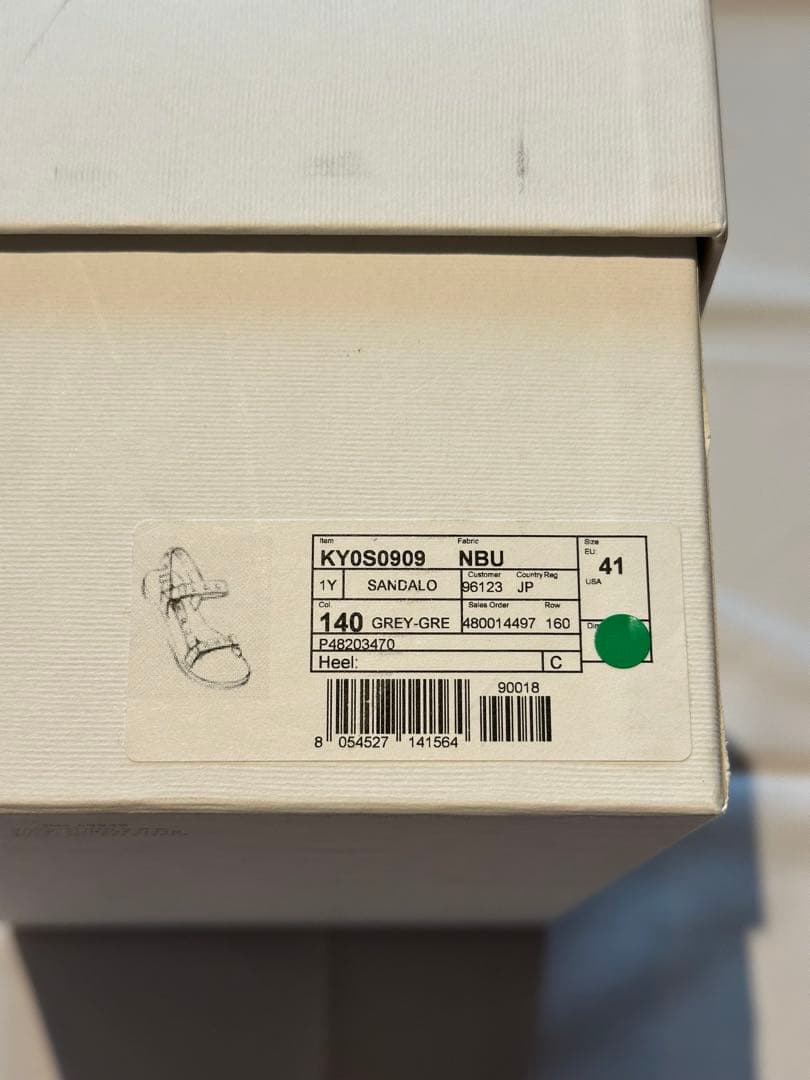 Item Fabric Size
KY0S0909 NBU EU: 41
1Y SANDALO Customer 96123 Country Reg JP USA
Col. 140 GREY-GRE Sales Order 480014497 Row 160
P48203470
Heel: C
90018
8 054527 141564